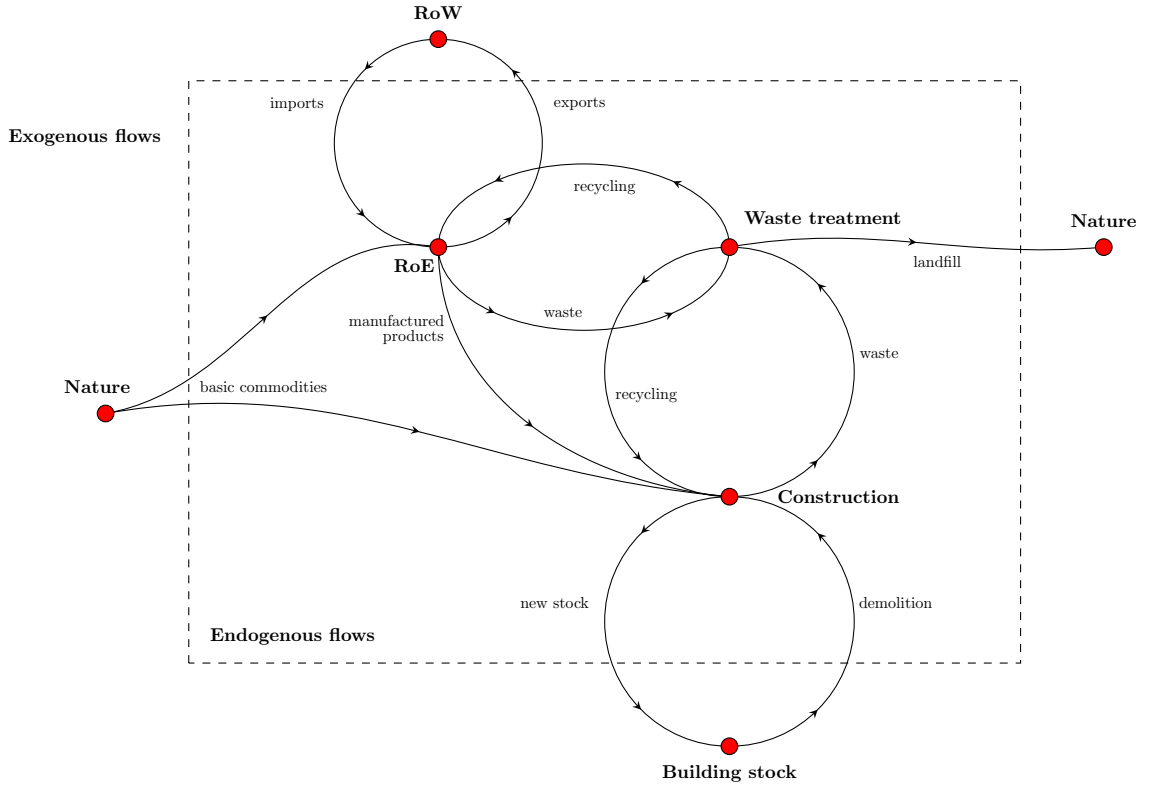 RoW
imports
exports
Exogenous flows
recycling
Waste treatment
Nature
RoE
landfill
waste
manufactured
products
waste
Nature
basic commodities
recycling
Construction
new stock
demolition
Endogenous flows
Building stock